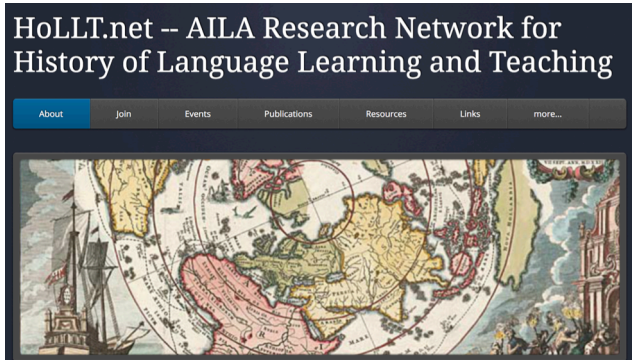 HoLLT.net -- AILA Research Network for
History of Language Learning and Teaching
About Join Events Publications Resources Links more...